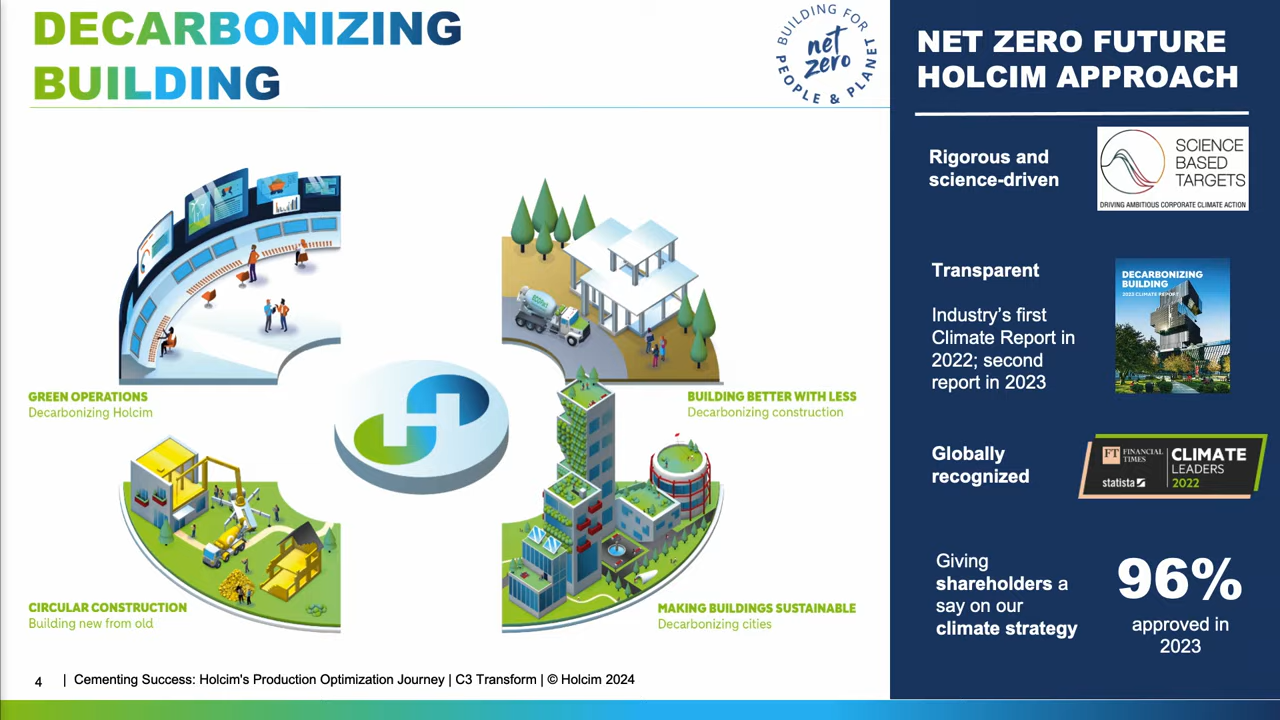 DECARBONIZING
BUILDING
BUILDING FOR
net
zero
PEOPLE & PLANET
GREEN OPERATIONS
Decarbonizing Holcim
BUILDING BETTER WITH LESS
Decarbonizing construction
CIRCULAR CONSTRUCTION
Building new from old
MAKING BUILDINGS SUSTAINABLE
Decarbonizing cities
4 | Cementing Success: Holcim's Production Optimization Journey | C3 Transform | © Holcim 2024
NET ZERO FUTURE
HOLCIM APPROACH
Rigorous and
science-driven
SCIENCE
BASED
TARGETS
DRIVING AMBITIOUS CORPORATE CLIMATE ACTION
Transparent
Industry's first
Climate Report in
2022; second
report in 2023
DECARBONIZING
BUILDING
2023 CLIMATE REPORT
Globally
recognized
FT FINANCIAL
TIMES
statista
CLIMATE
LEADERS
2022
Giving
shareholders a
say on our
climate strategy
96%
approved in
2023